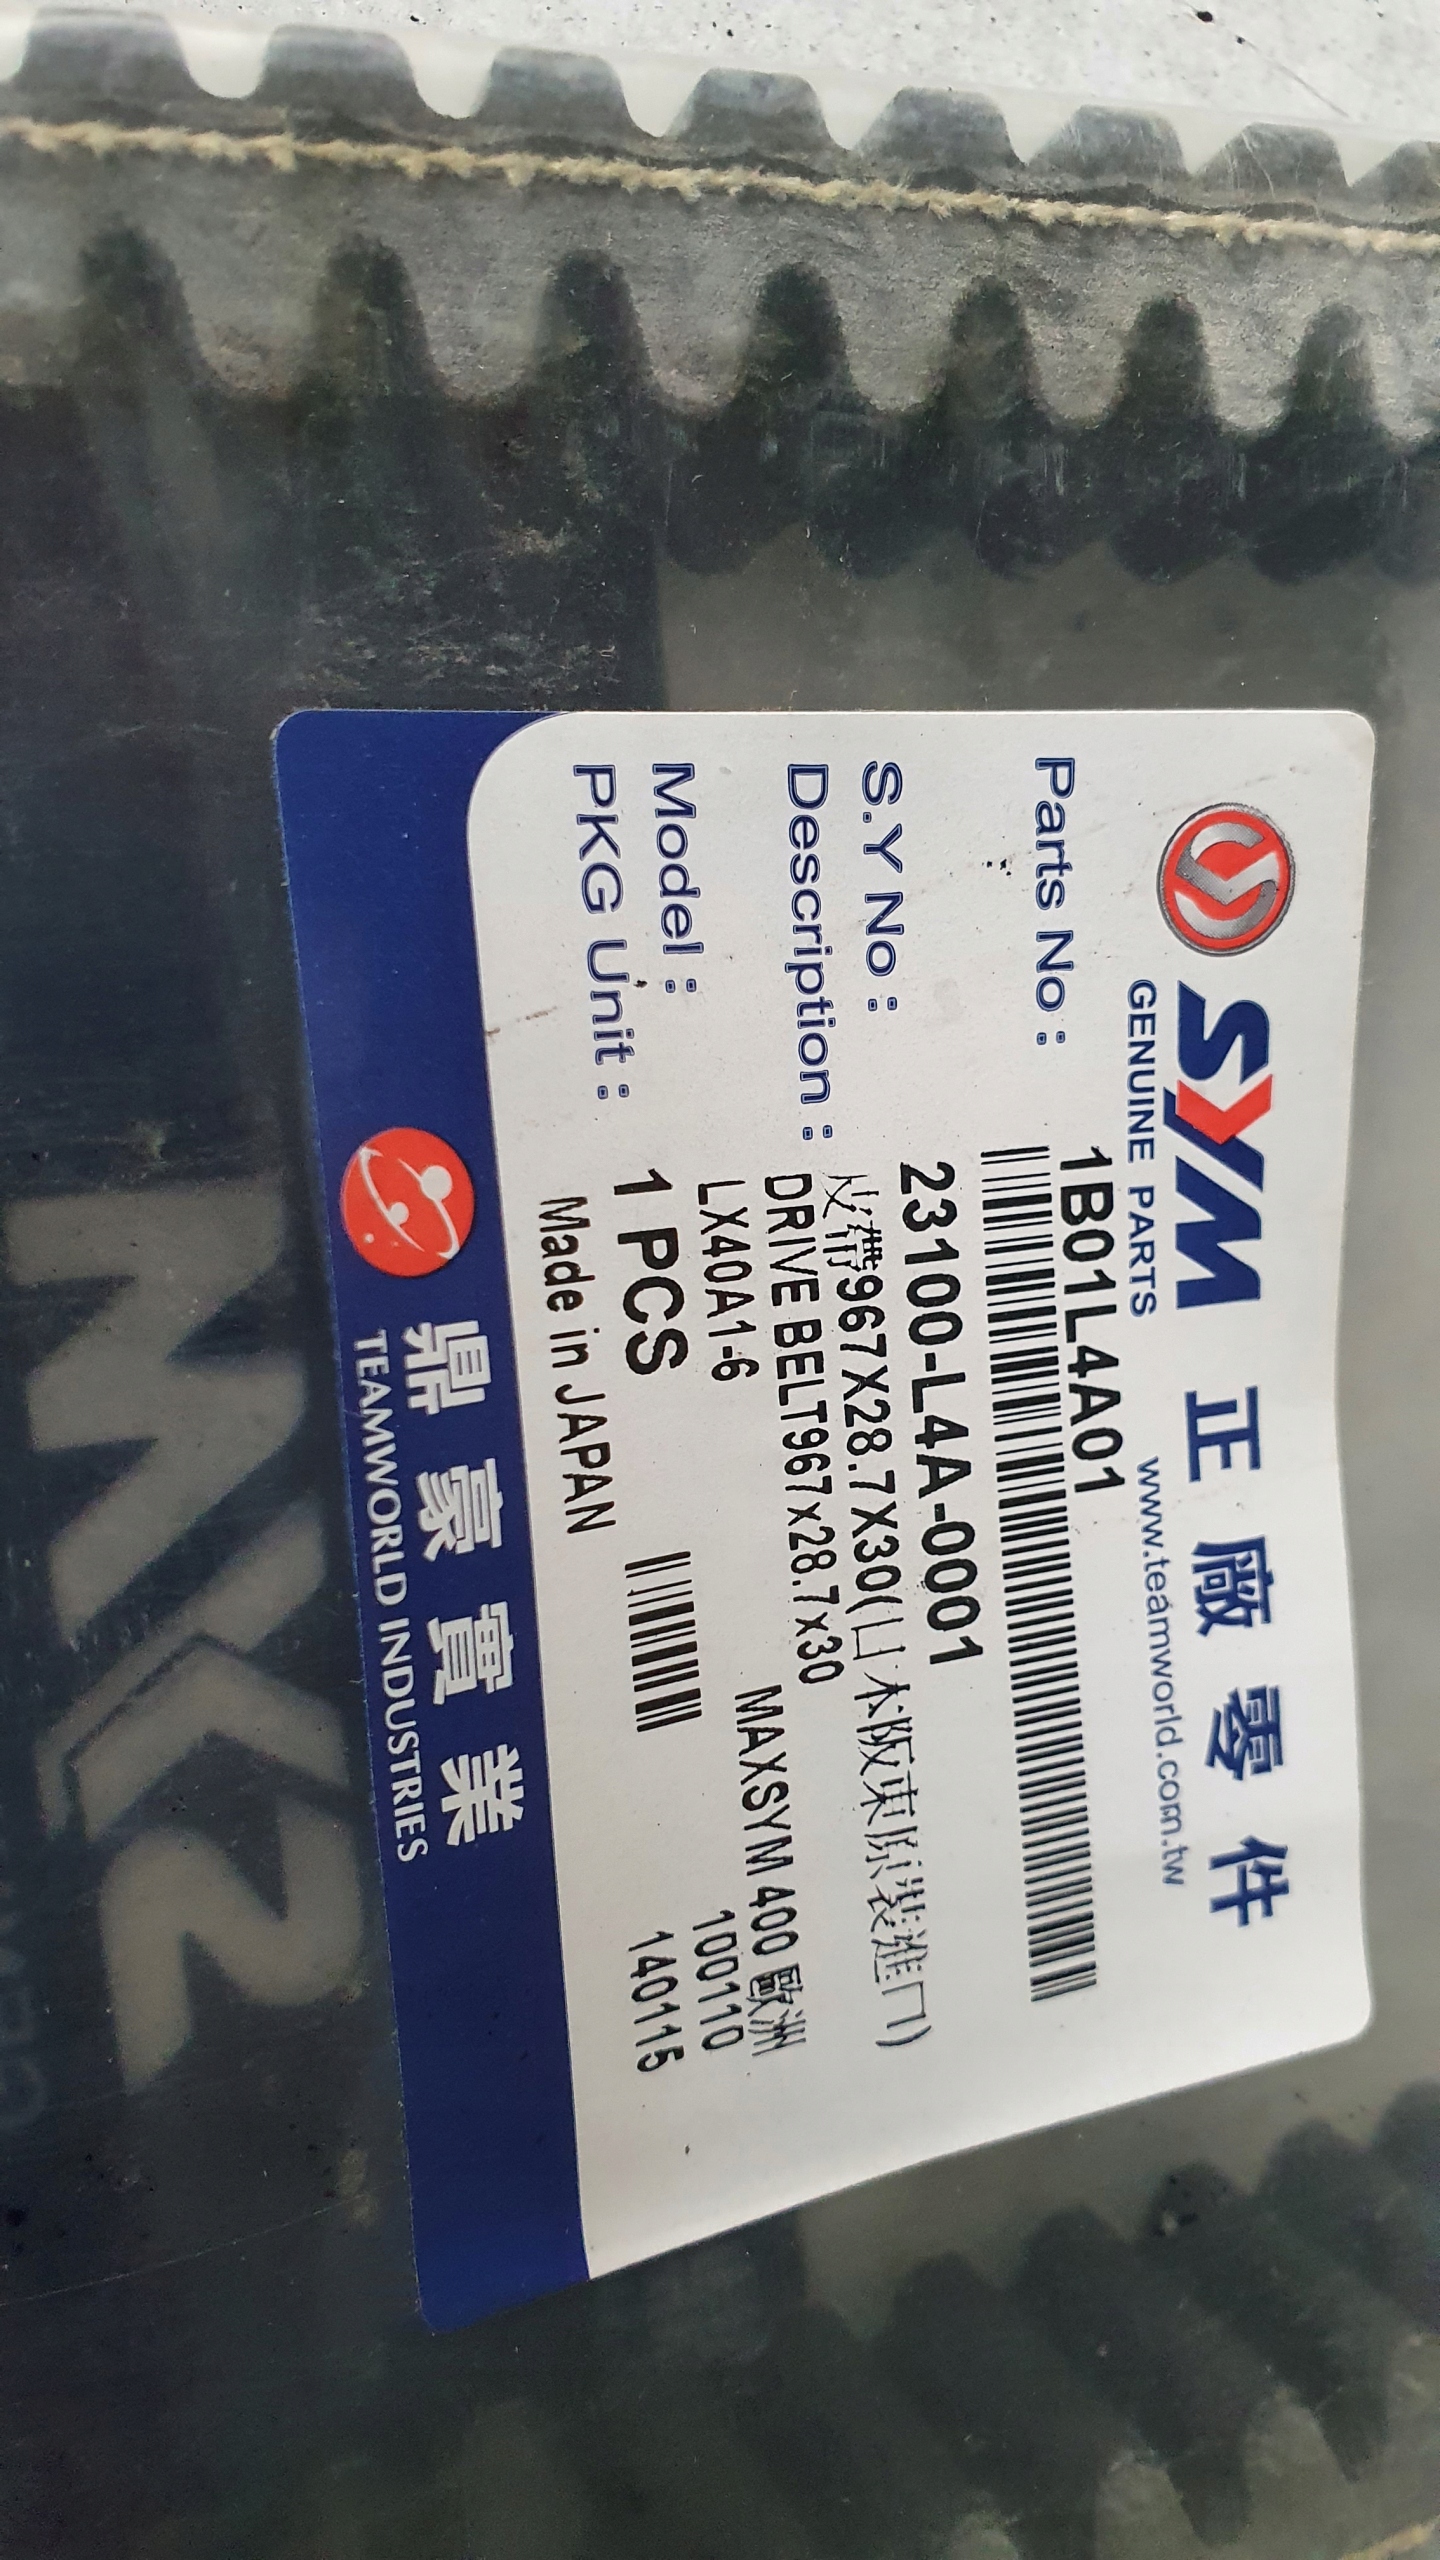 SYM 正廠零件
GENUINE PARTS www.teamworld.com.tw
1B01L4A01
Parts No :
23100-L4A-0001
S.Y No :
皮帶967X28.7X30(日本阪東原裝進口)
Description :
DRIVE BELT967x28.7x30
MAXSYM 400 歐洲
Model :
LX40A1-6
100110
PKG Unit :
1 PCS
140115
Made in JAPAN
鼎豪實業
TEAMWORLD INDUSTRIES